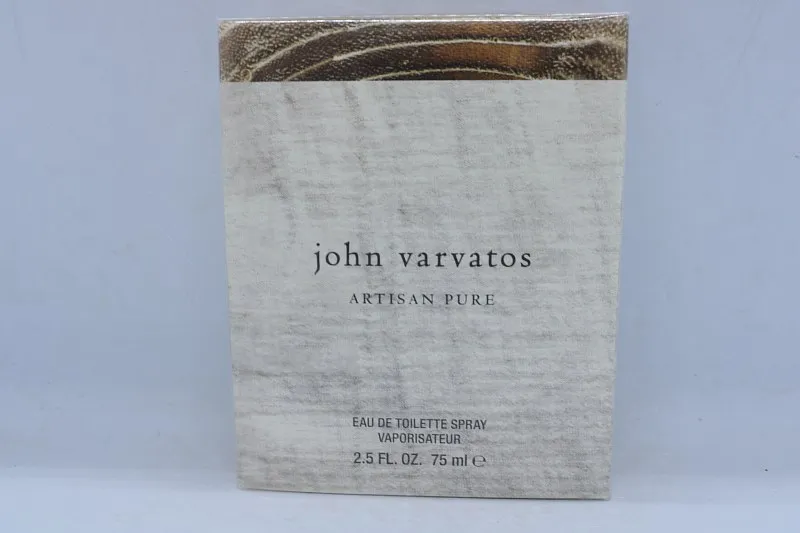 john varvatos
ARTISAN PURE
EAU DE TOILETTE SPRAY
VAPORISATEUR
2.5 FL. OZ. 75 ml ℮